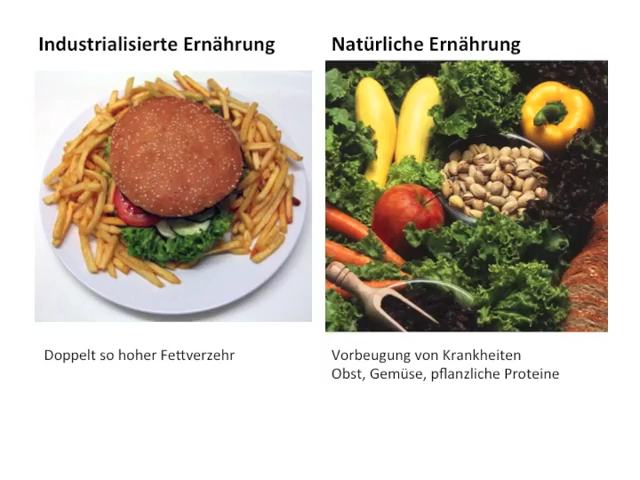 Industrialisierte Ernährung
Natürliche Ernährung
Doppelt so hoher Fettverzehr
Vorbeugung von Krankheiten
Obst, Gemüse, pflanzliche Proteine